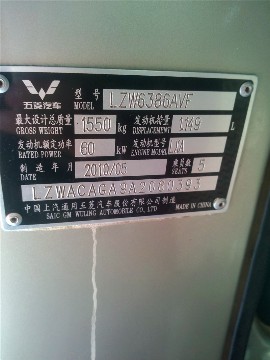 五菱汽车 型号 MODEL LZW6386AVF
最大设计总质量 GROSS WEIGHT 1550 kg 发动机排量 DISPLACEMENT 1.149 L
发动机额定功率 RATED POWER 60 kW 发动机型号 ENGINE MODEL
制造年月 DATE 2010/05 乘员数 SEATS 5
中国上汽通用五菱汽车股份有限公司制造
SAIC GM WULING AUTOMOBILE CO.,LTD MADE IN CHINA